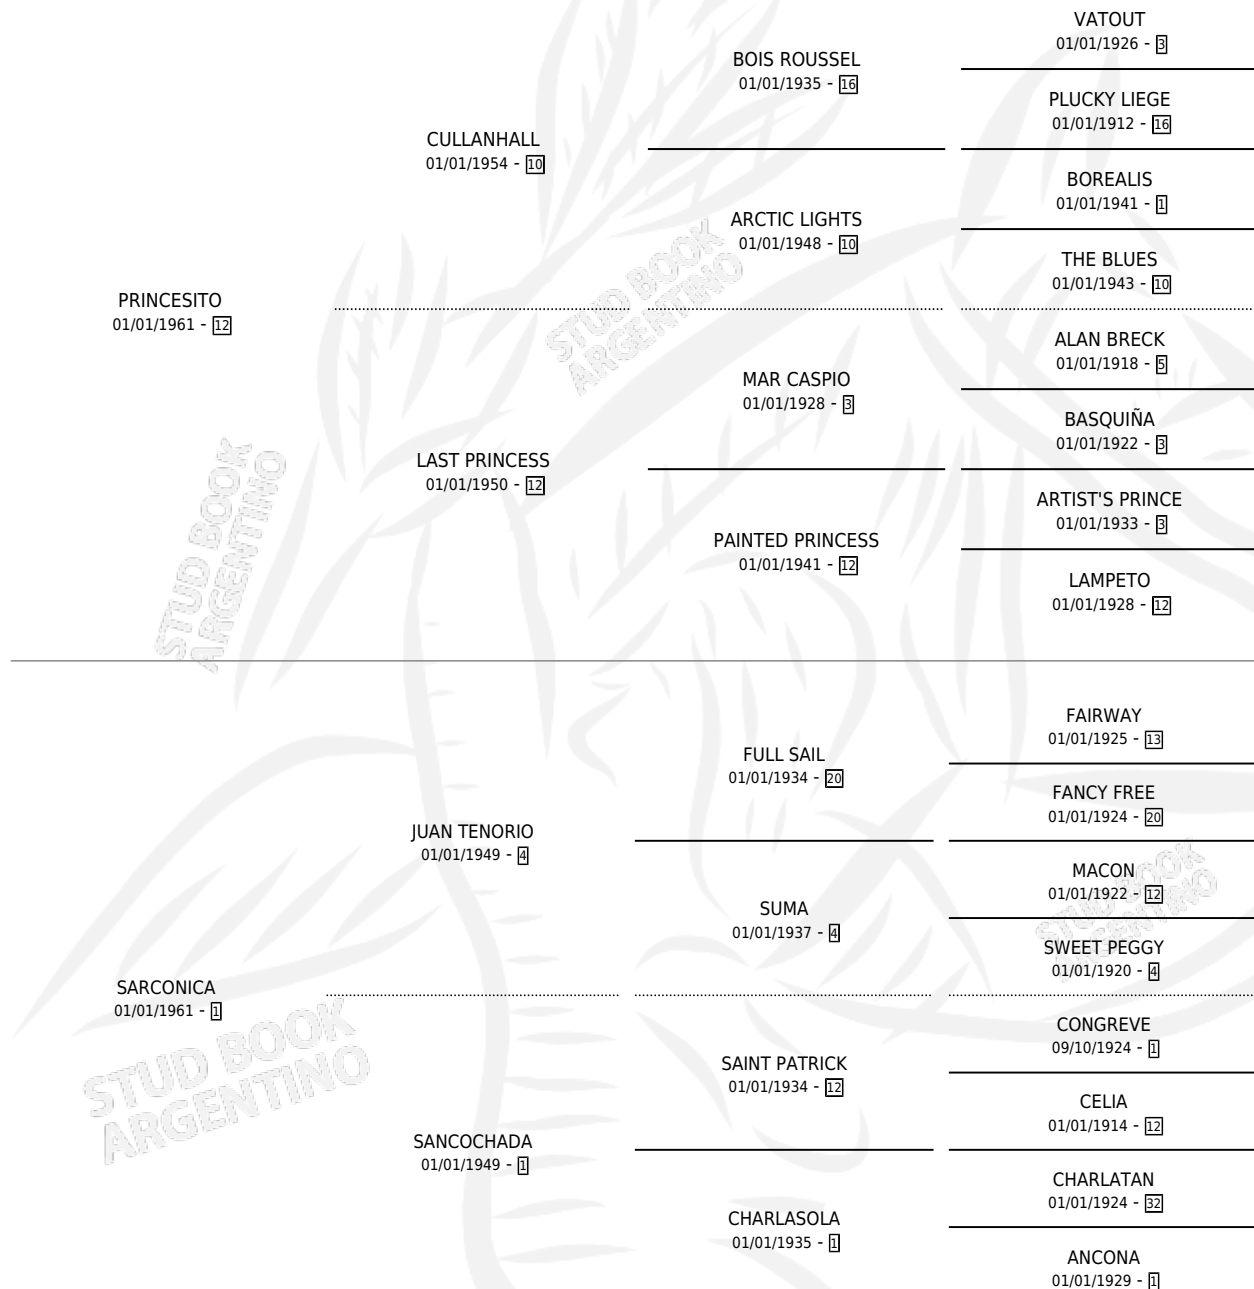 PRINCESITO
01/01/1961 - 12
CULLANHALL
01/01/1954 - 10
BOIS ROUSSEL
01/01/1935 - 16
VATOUT
01/01/1926 - 3
PLUCKY LIEGE
01/01/1912 - 16
ARCTIC LIGHTS
01/01/1948 - 10
BOREALIS
01/01/1941 - 1
THE BLUES
01/01/1943 - 10
LAST PRINCESS
01/01/1950 - 12
MAR CASPIO
01/01/1928 - 3
ALAN BRECK
01/01/1918 - 5
BASQUIÑA
01/01/1922 - 3
PAINTED PRINCESS
01/01/1941 - 12
ARTIST'S PRINCE
01/01/1933 - 3
LAMPETO
01/01/1928 - 12
SARCONICA
01/01/1961 - 1
JUAN TENORIO
01/01/1949 - 4
FULL SAIL
01/01/1934 - 20
FAIRWAY
01/01/1925 - 13
FANCY FREE
01/01/1924 - 20
SUMA
01/01/1937 - 4
MACON
01/01/1922 - 12
SWEET PEGGY
01/01/1920 - 4
SANCOCHADA
01/01/1949 - 1
SAINT PATRICK
01/01/1934 - 12
CONGREVE
09/10/1924 - 1
CELIA
01/01/1914 - 12
CHARLASOLA
01/01/1935 - 1
CHARLATAN
01/01/1924 - 32
ANCONA
01/01/1929 - 1
STUD BOOK
ARGENTINO
STUD BOOK
ARGENTINO
STUD BOOK
ARGENTINO
STUD BOOK
ARGENTINO